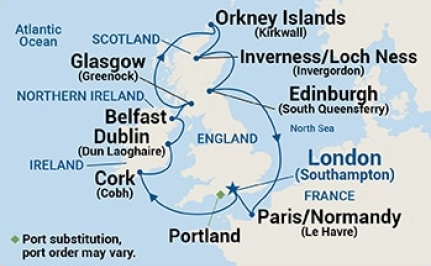 Orkney Islands
(Kirkwall)
Atlantic
Ocean
SCOTLAND
Inverness/Loch Ness
(Invergordon)
Glasgow
(Greenock)
Edinburgh
(South Queensferry)
NORTHERN IRELAND
Belfast
North Sea
Dublin
(Dun Laoghaire)
ENGLAND
IRELAND
London
(Southampton)
Cork
(Cobh)
FRANCE
Paris/Normandy
(Le Havre)
Portland
Port substitution,
port order may vary.